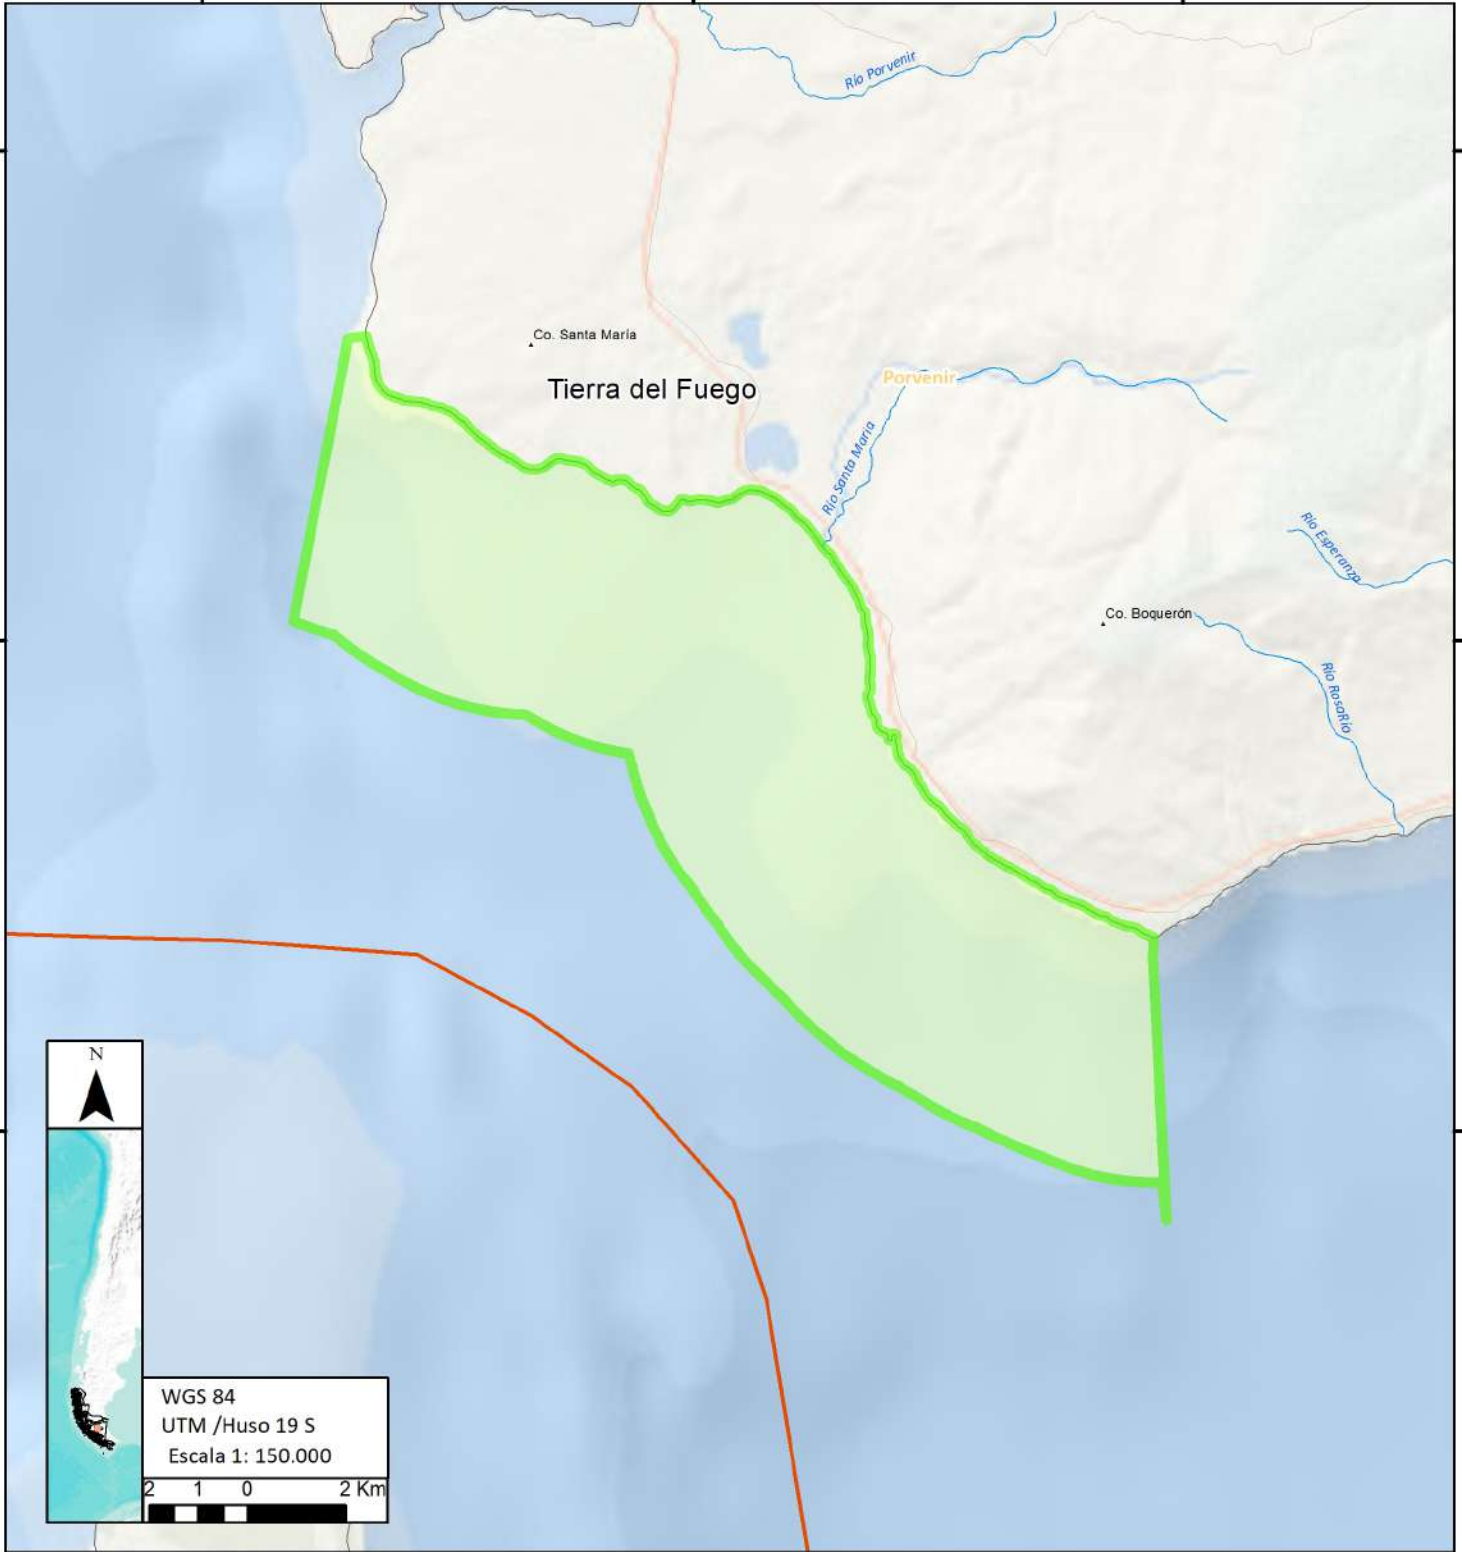 Río Porvenir
Co. Santa María
Tierra del Fuego
Porvenir
Río Santa María
Río Esperanza
Co. Boquerón
Río RosaRío
N
WGS 84
UTM /Huso 19 S
Escala 1: 150.000
2 1 0 2 Km